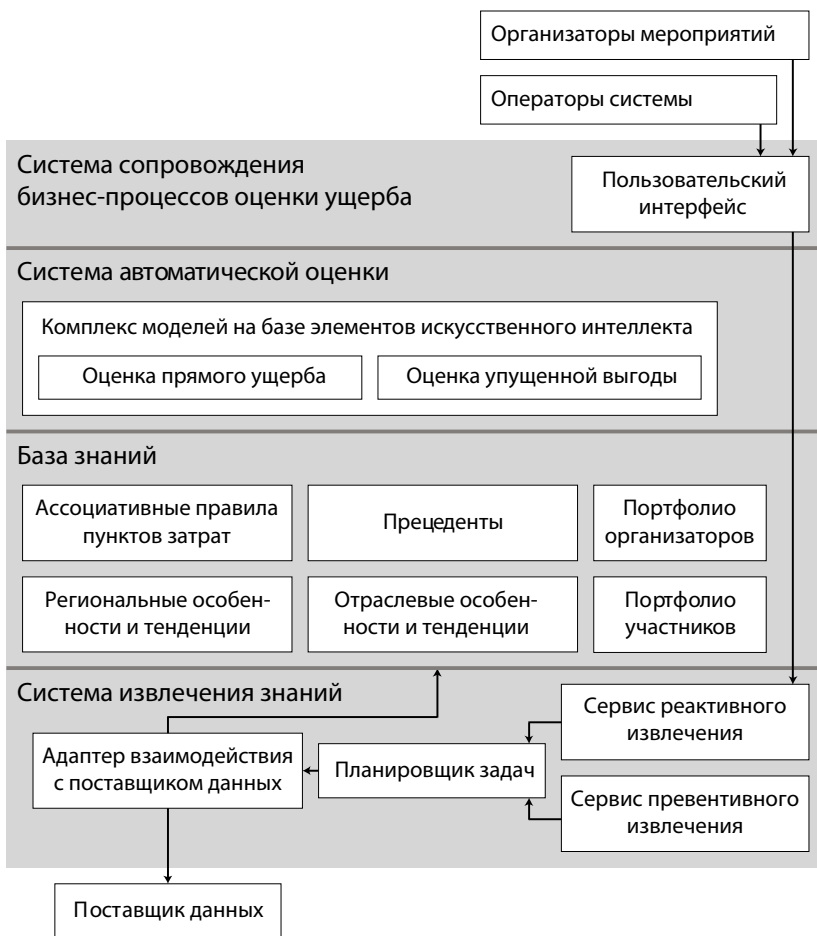 Организаторы мероприятий
Операторы системы
Система сопровождения
бизнес-процессов оценки ущерба
Пользовательский
интерфейс
Система автоматической оценки
Комплекс моделей на базе элементов искусственного интеллекта
Оценка прямого ущерба
Оценка упущенной выгоды
База знаний
Ассоциативные правила
пунктов затрат
Прецеденты
Портфолио
организаторов
Региональные особен-
ности и тенденции
Отраслевые особен-
ности и тенденции
Портфолио
участников
Система извлечения знаний
Сервис реактивного
извлечения
Адаптер взаимодействия
с поставщиком данных
Планировщик задач
Сервис превентивного
извлечения
Поставщик данных